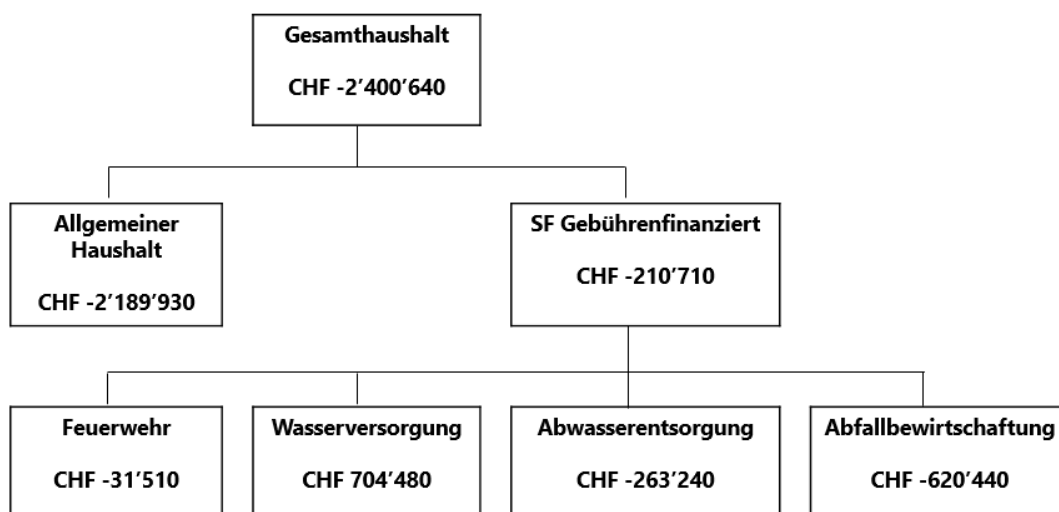 Gesamthaushalt
CHF -2’400’640
Allgemeiner
Haushalt
CHF -2’189’930
SF Gebührenfinanziert
CHF -210’710
Feuerwehr
CHF -31’510
Wasserversorgung
CHF 704’480
Abwasserentsorgung
CHF -263’240
Abfallbewirtschaftung
CHF -620’440